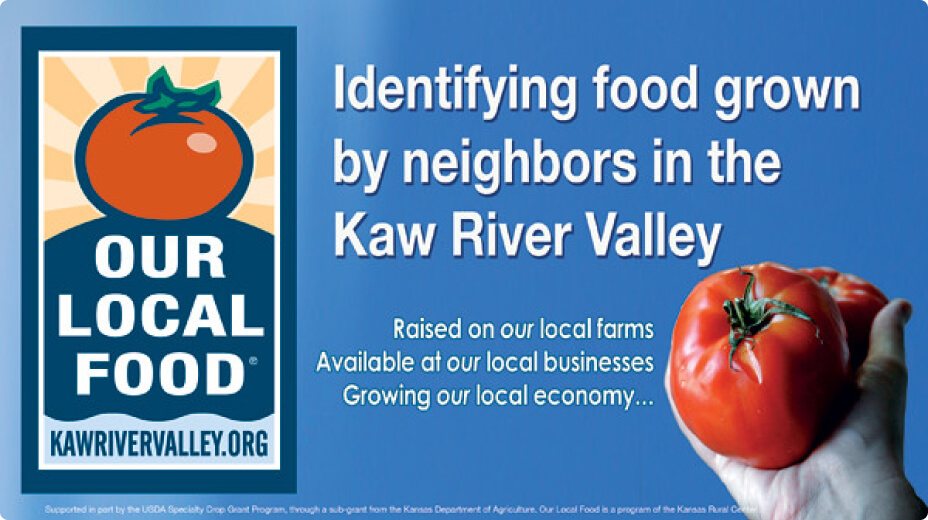 OUR
LOCAL
FOOD®
KAWRIVERVALLEY.ORG
Identifying food grown
by neighbors in the
Kaw River Valley
Raised on our local farms
Available at our local businesses
Growing our local economy...
Supported in part by the USDA Specialty Crop Grant Program, through a sub-grant from the Kansas Department of Agriculture. Our Local Food is a program of the Kansas Rural Center